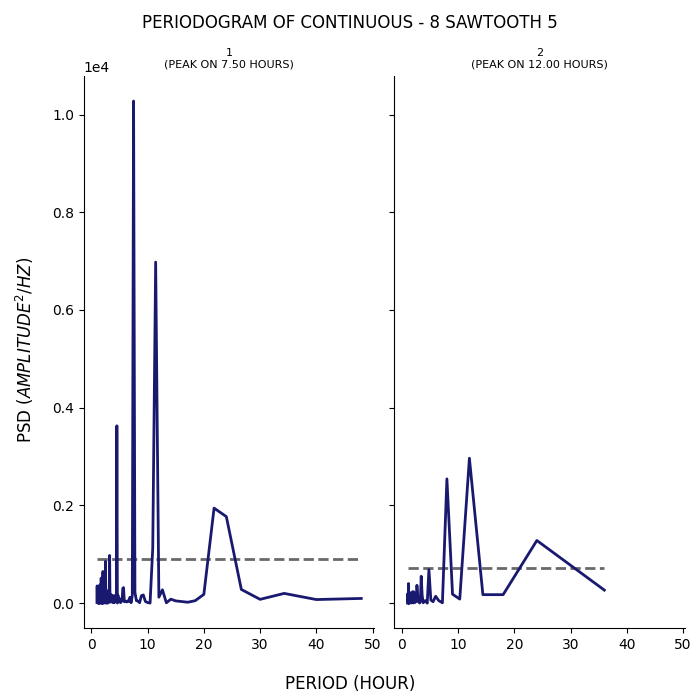 PERIODOGRAM OF CONTINUOUS - 8 SAWTOOTH 5
1
(PEAK ON 7.50 HOURS)
2
(PEAK ON 12.00 HOURS)
1e4
1.0
0.8
0.6
0.4
0.2
0.0
PSD (AMPLITUDE²/HZ)
0 10 20 30 40 50
0 10 20 30 40 50
PERIOD (HOUR)